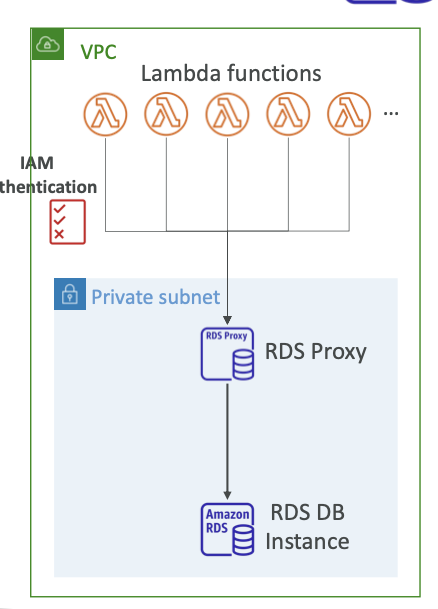 VPC
Lambda functions
...
IAM
thentication
Private subnet
RDS Proxy
RDS Proxy
Amazon
RDS
RDS DB
Instance